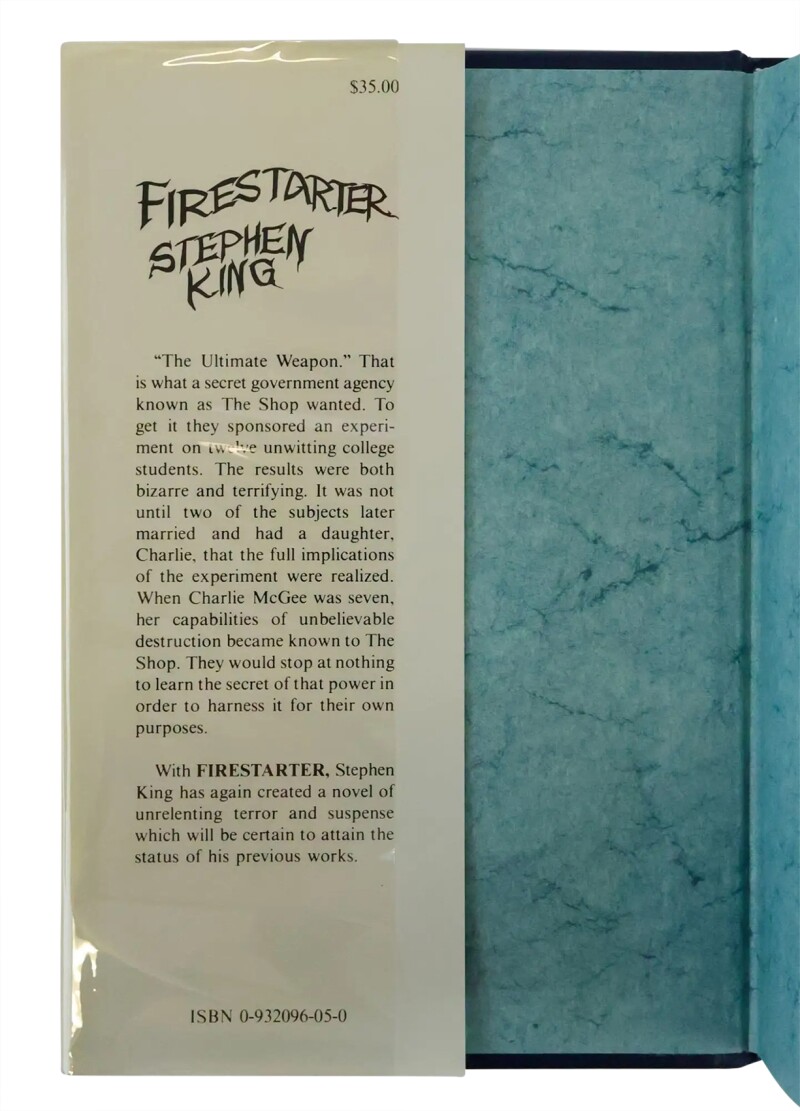 $35.00
FIRESTARTER
STEPHEN
KING
“The Ultimate Weapon.” That
is what a secret government agency
known as The Shop wanted. To
get it they sponsored an experi-
ment on twelve unwitting college
students. The results were both
bizarre and terrifying. It was not
until two of the subjects later
married and had a daughter,
Charlie, that the full implications
of the experiment were realized.
When Charlie McGee was seven,
her capabilities of unbelievable
destruction became known to The
Shop. They would stop at nothing
to learn the secret of that power in
order to harness it for their own
purposes.
With FIRESTARTER, Stephen
King has again created a novel of
unrelenting terror and suspense
which will be certain to attain the
status of his previous works.
ISBN 0-932096-05-0